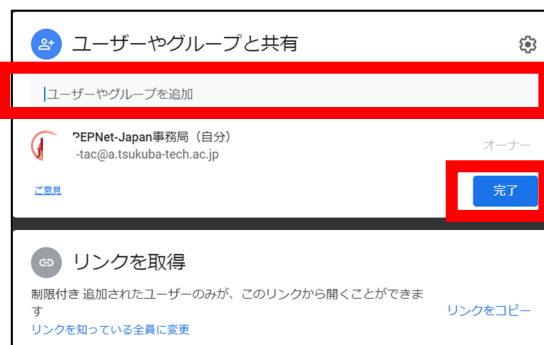 ユーザーやグループと共有
ユーザーやグループを追加
PEPNet-Japan事務局（自分）
-tac@a.tsukuba-tech.ac.jp
オーナー
ご意見
完了
リンクを取得
制限付き 追加されたユーザーのみが、このリンクから開くことができま
す
リンクをコピー
リンクを知っている全員に変更